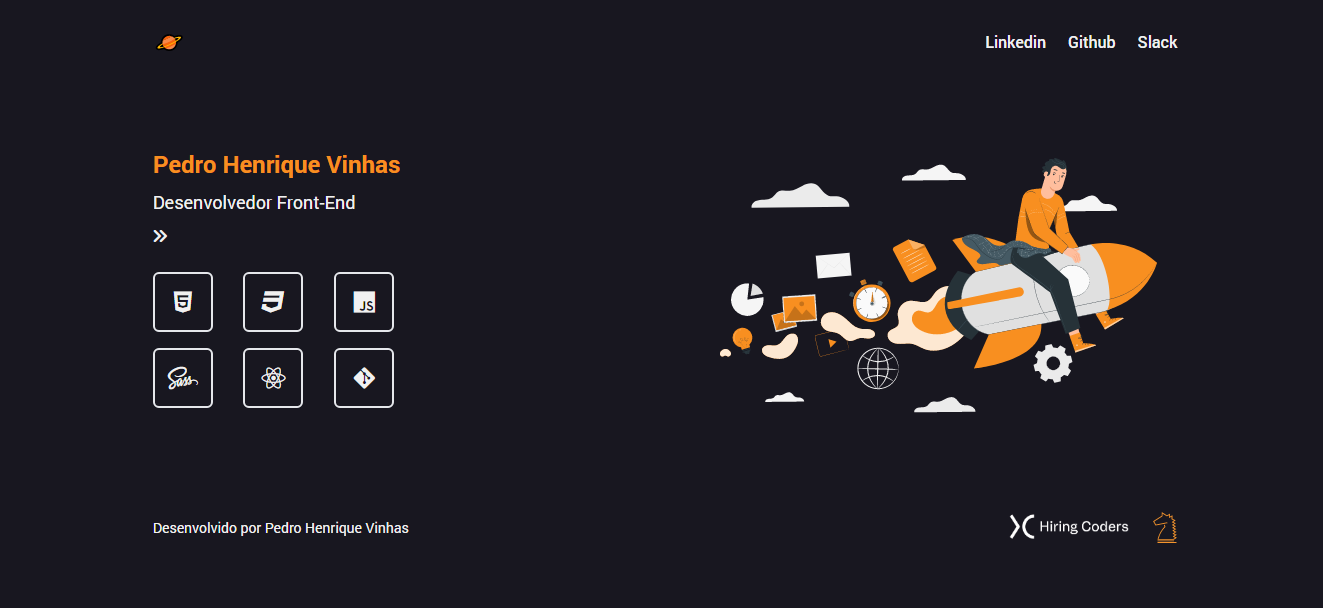 Linkedin Github Slack
Pedro Henrique Vinhas
Desenvolvedor Front-End
5 3 JS
Sass
Desenvolvido por Pedro Henrique Vinhas
Hiring Coders